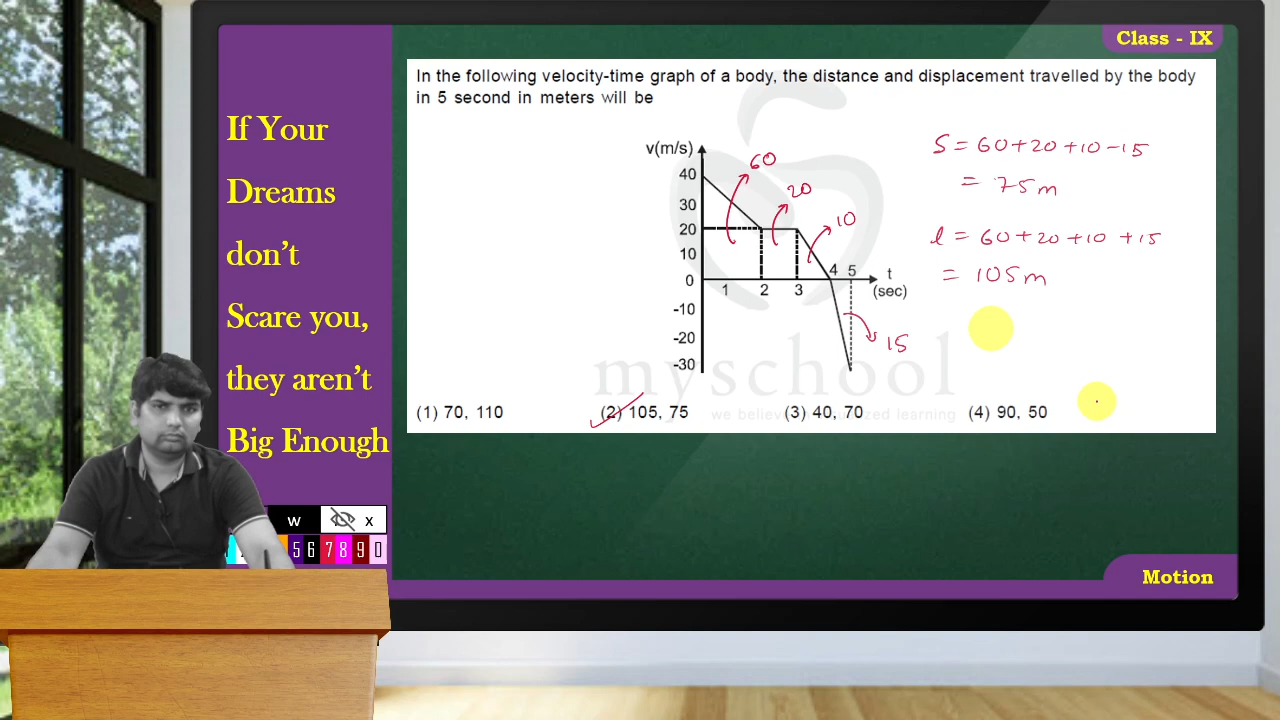 Class - IX
If Your
Dreams
don't
Scare you,
they aren't
Big Enough
In the following velocity-time graph of a body, the distance and displacement travelled by the body
in 5 second in meters will be
v(m/s)
40
30
20
10
0
-10
-20
-30
1
2
3
4 5
t
(sec)
60
20
10
15
S = 60+20+10-15
= 75m
l = 60+20+10+15
= 105m
myschool
(1) 70, 110
(2) 105, 75
(3) 40, 70
(4) 90, 50
w
x
5 6 7 8 9 0
Motion